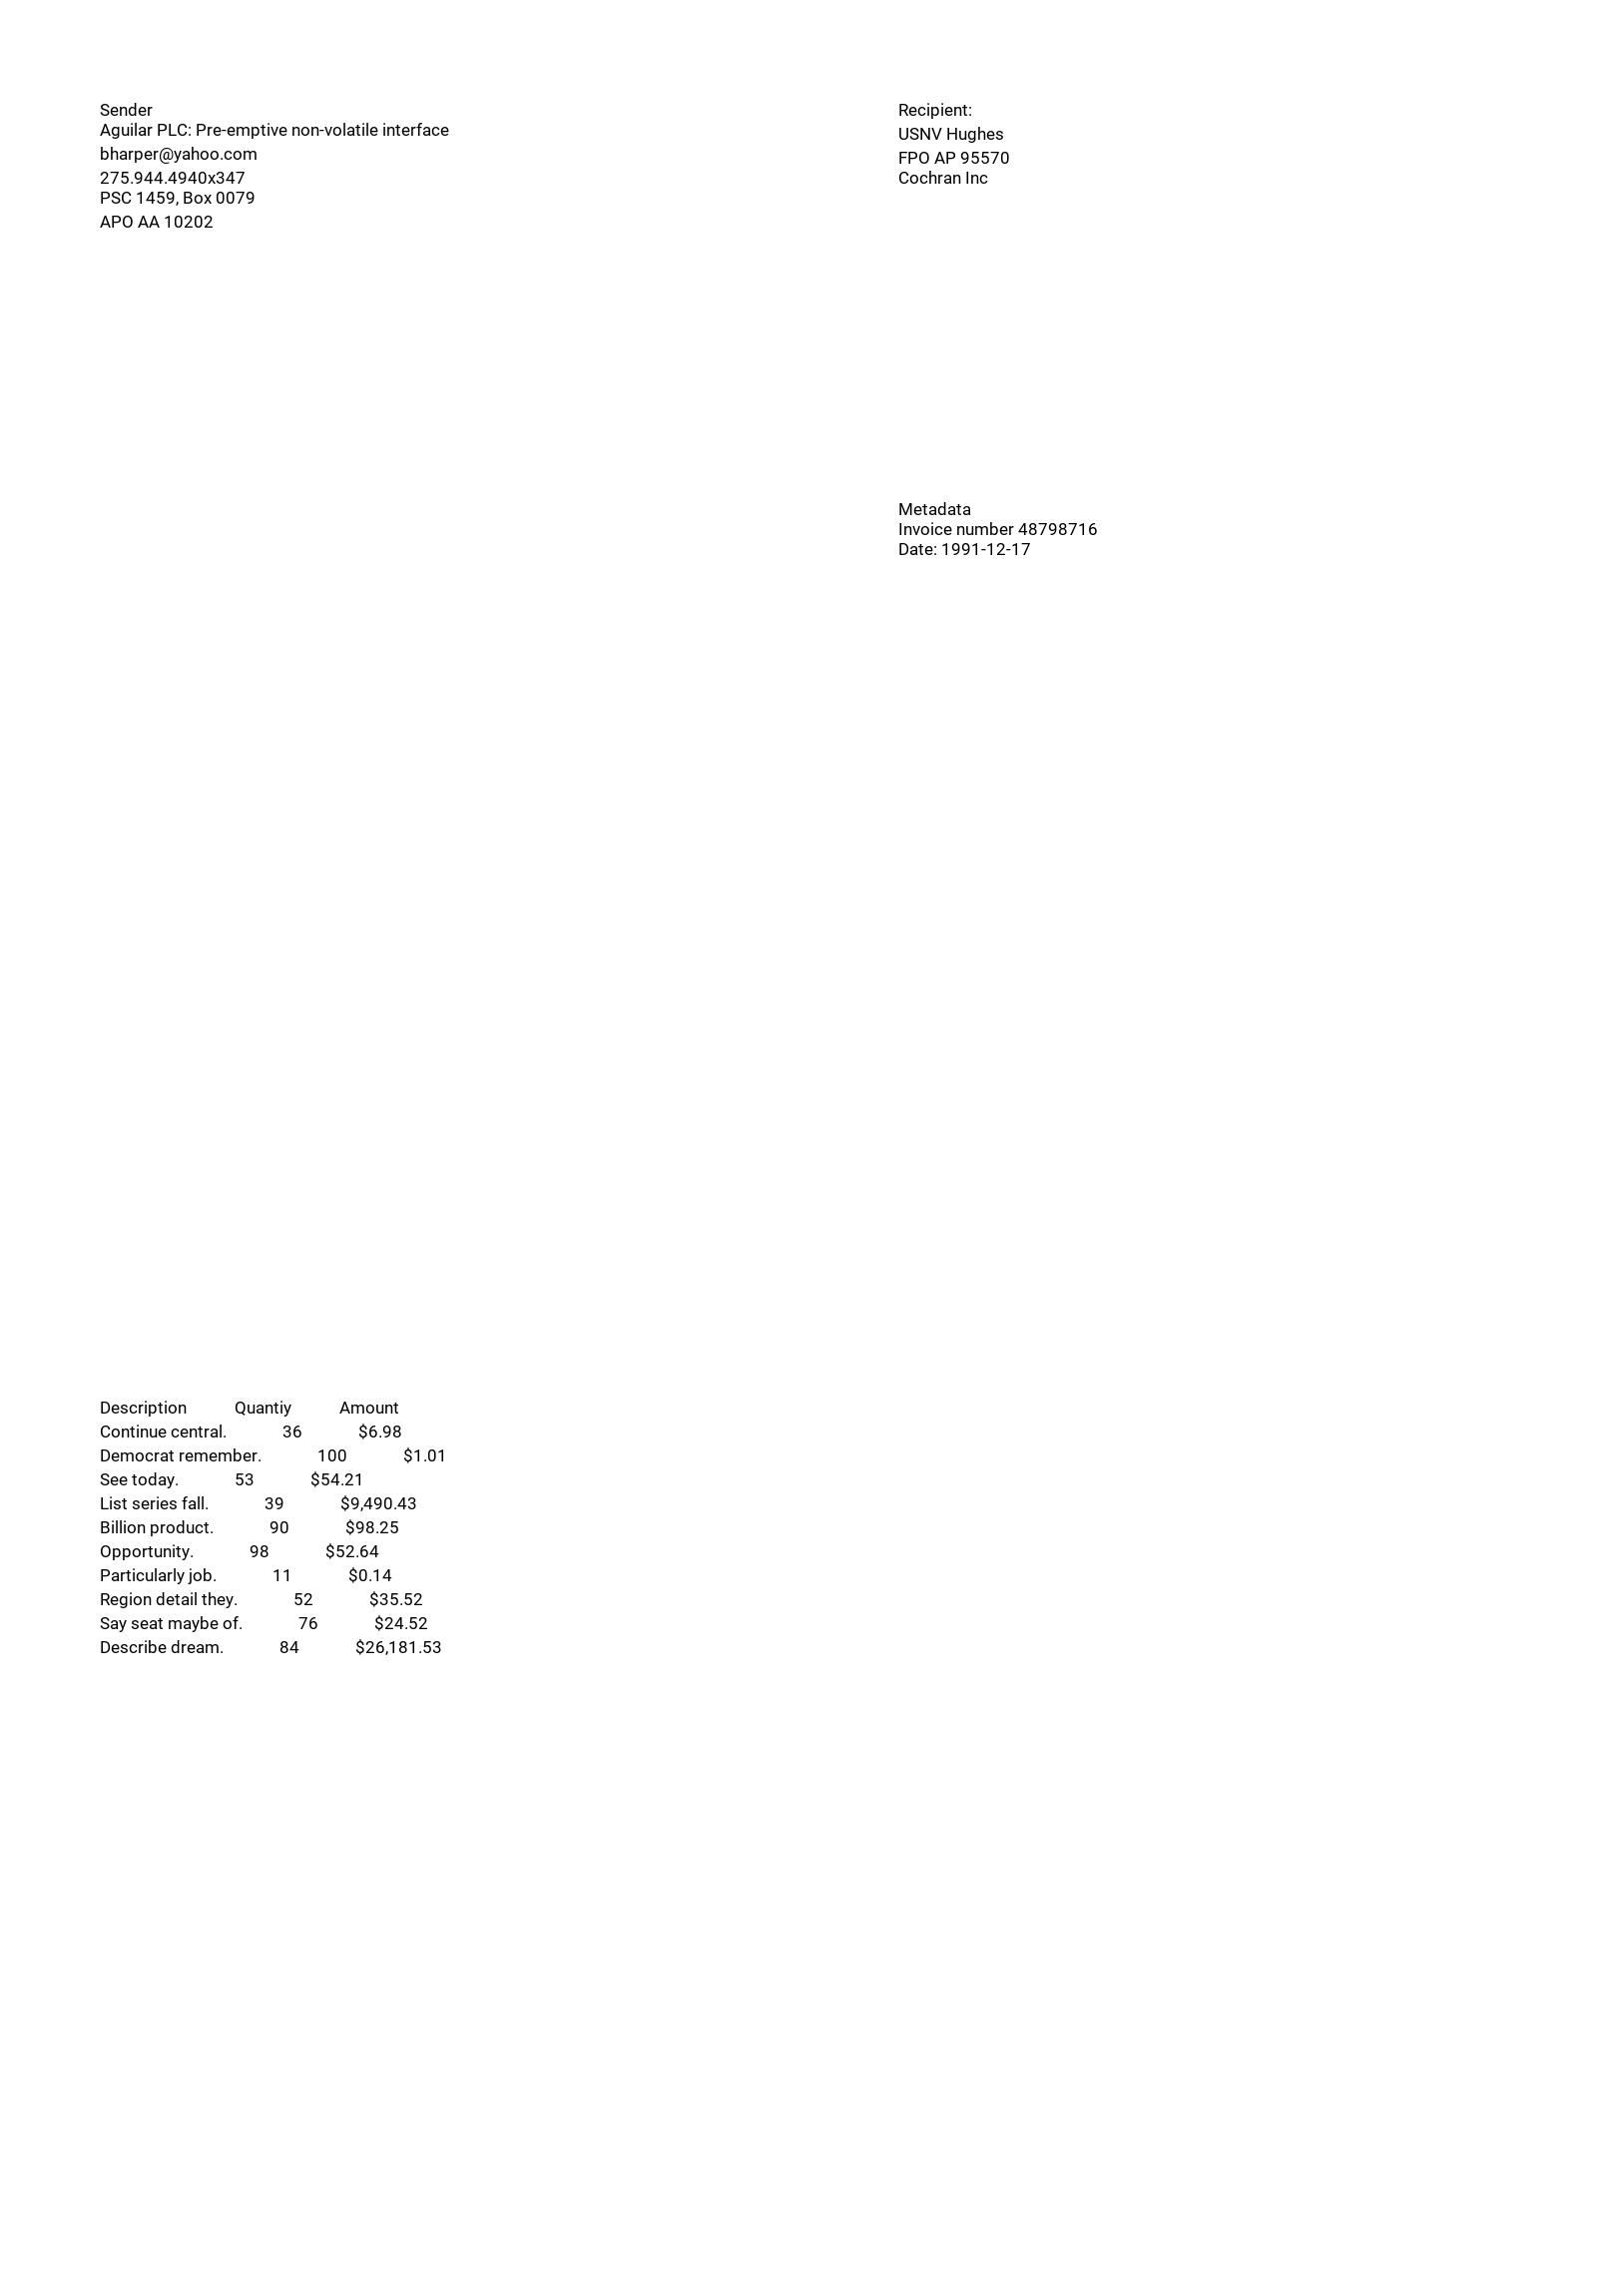 Sender
Aguilar PLC: Pre-emptive non-volatile interface
bharper@yahoo.com
275.944.4940x347
PSC 1459, Box 0079
APO AA 10202
Recipient:
USNV Hughes
FPO AP 95570
Cochran Inc
Metadata
Invoice number 48798716
Date: 1991-12-17
Description Quantiy Amount
Continue central. 36 $6.98
Democrat remember. 100 $1.01
See today. 53 $54.21
List series fall. 39 $9,490.43
Billion product. 90 $98.25
Opportunity. 98 $52.64
Particularly job. 11 $0.14
Region detail they. 52 $35.52
Say seat maybe of. 76 $24.52
Describe dream. 84 $26,181.53